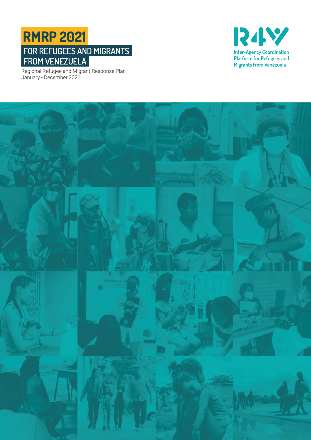 RMRP 2021
FOR REFUGEES AND MIGRANTS
FROM VENEZUELA
Regional Refugee and Migrant Response Plan
January - December 2021
R4V
Inter-Agency Coordination
Platform for Refugees and
Migrants from Venezuela